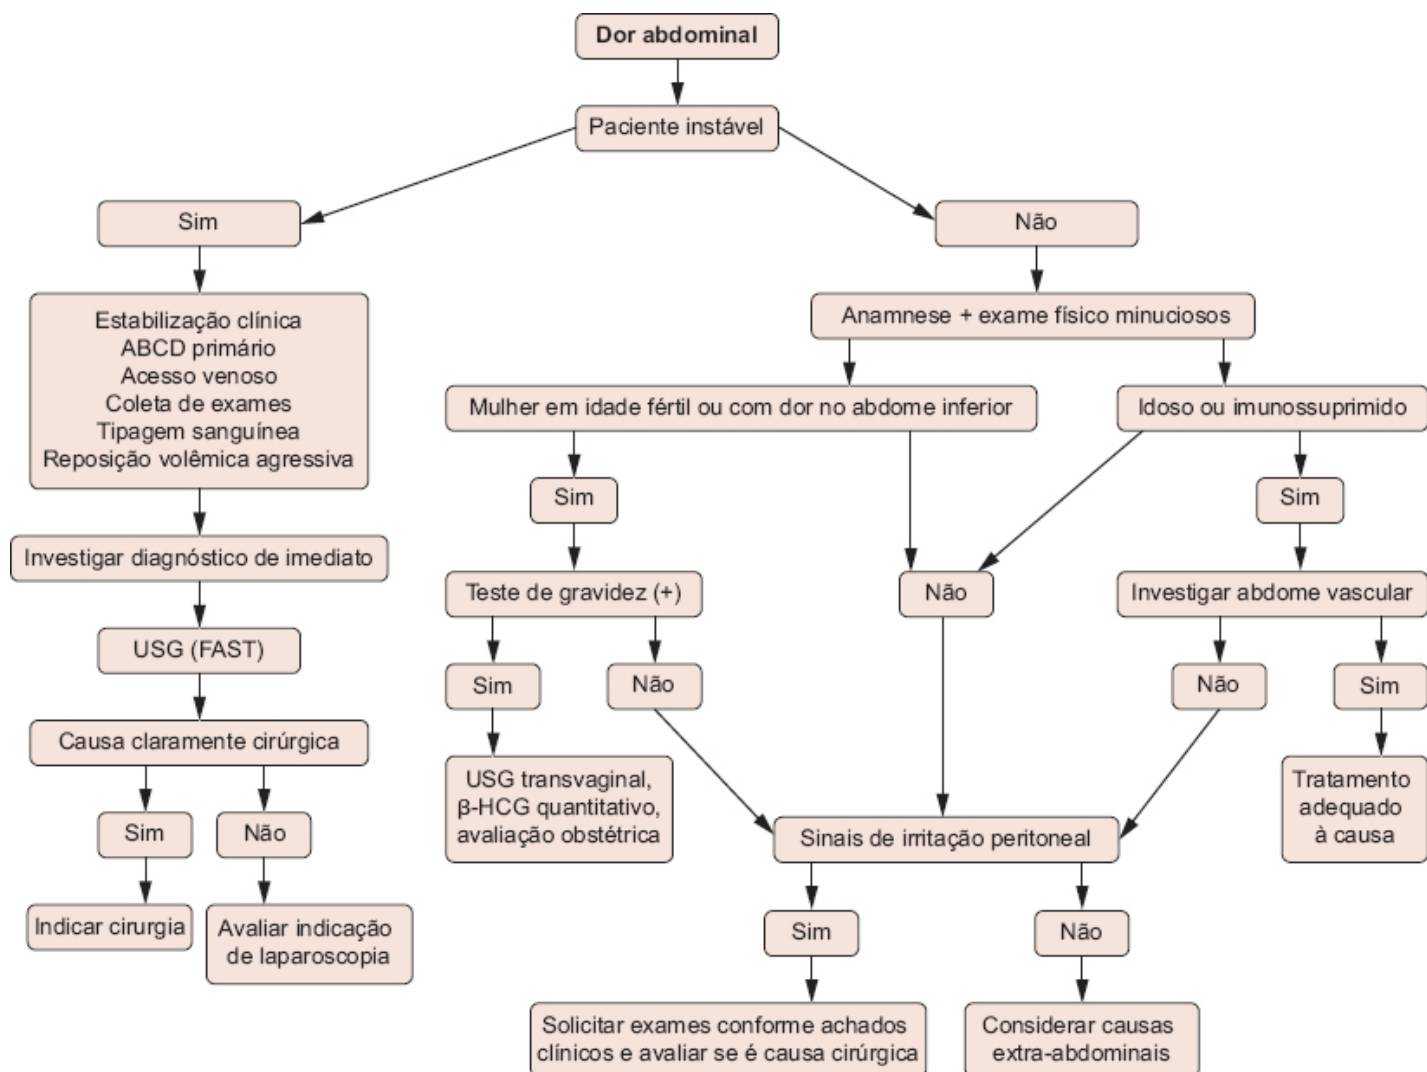 Dor abdominal
Paciente instável
Sim
Não
Estabilização clínica
ABCD primário
Acesso venoso
Coleta de exames
Tipagem sanguínea
Reposição volêmica agressiva
Investigar diagnóstico de imediato
USG (FAST)
Causa claramente cirúrgica
Sim
Não
Indicar cirurgia
Avaliar indicação
de laparoscopia
Anamnese + exame físico minuciosos
Mulher em idade fértil ou com dor no abdome inferior
Idoso ou imunossuprimido
Sim
Sim
Teste de gravidez (+)
Não
Investigar abdome vascular
Sim
Não
Não
Sim
USG transvaginal,
β-HCG quantitativo,
avaliação obstétrica
Tratamento
adequado
à causa
Sinais de irritação peritoneal
Sim
Não
Solicitar exames conforme achados
clínicos e avaliar se é causa cirúrgica
Considerar causas
extra-abdominais